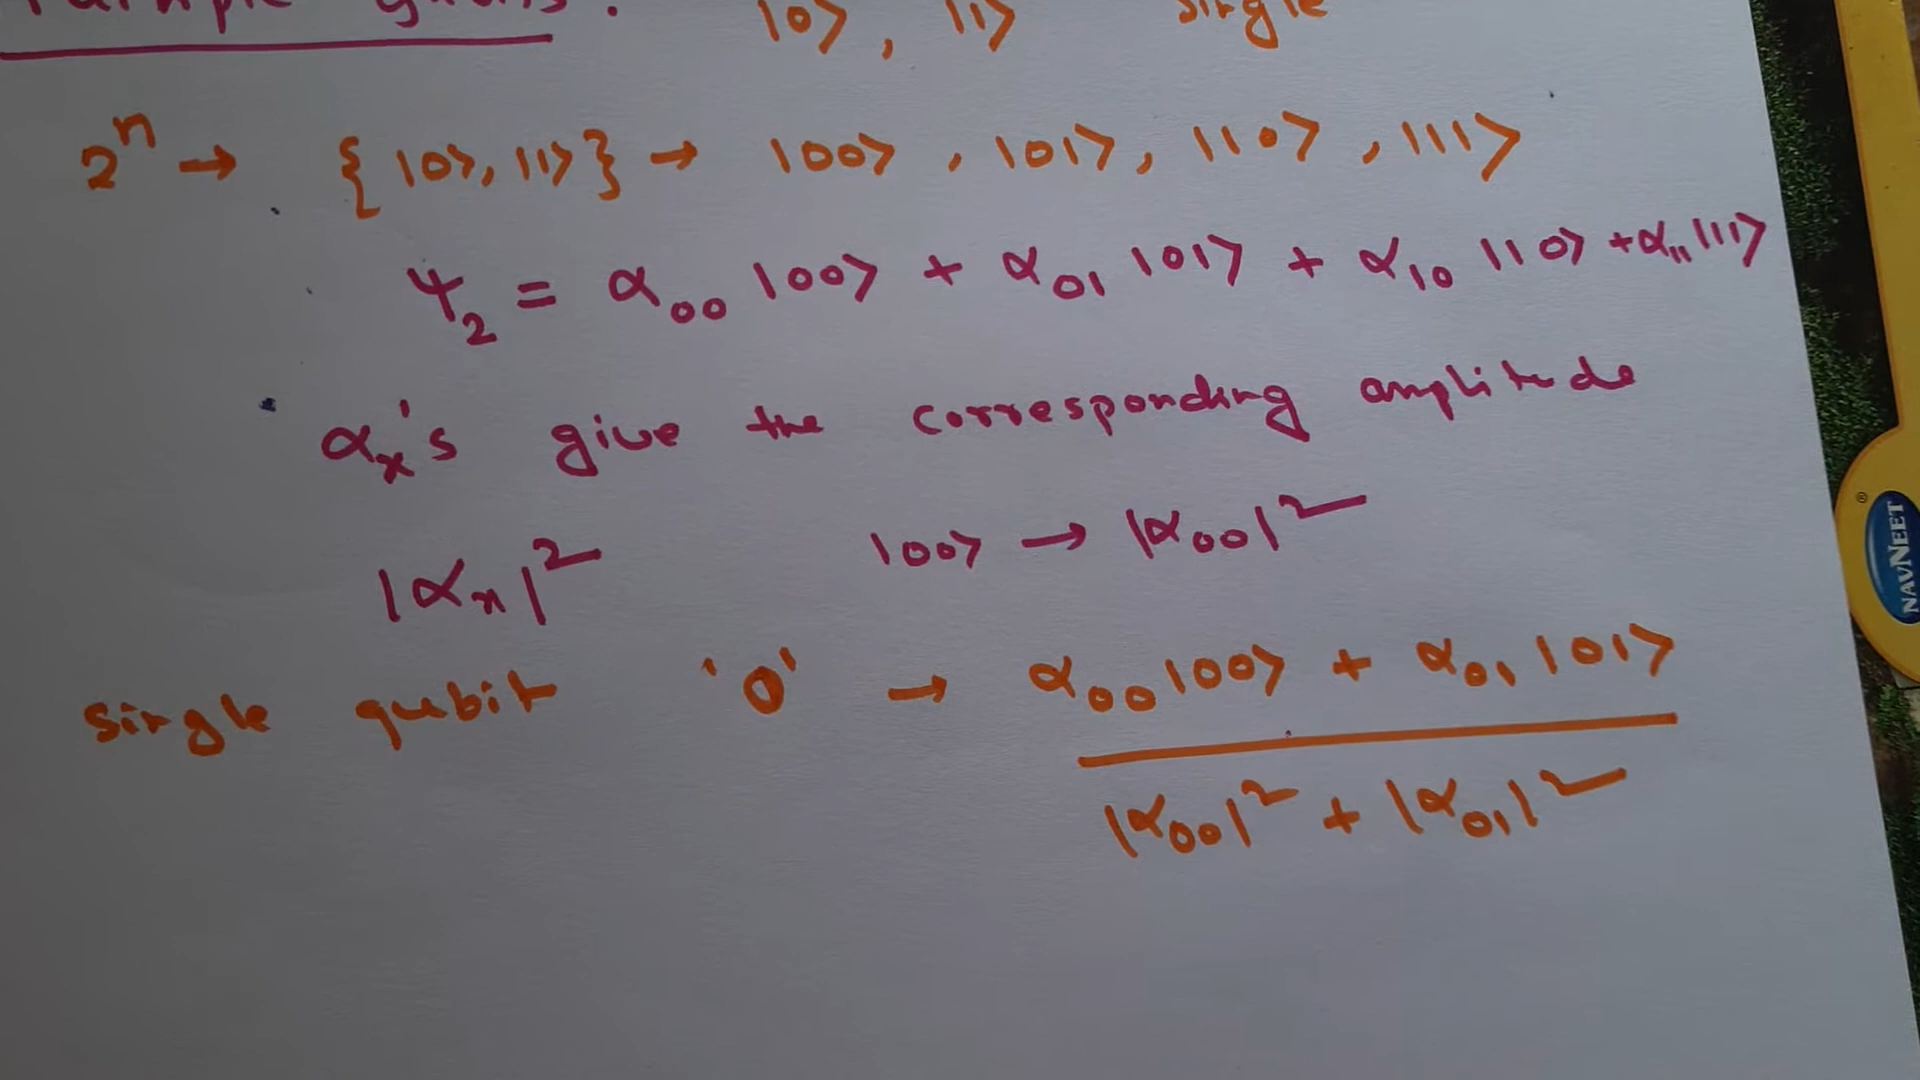 |0⟩, |1⟩ single
2ⁿ → {|0⟩, |1⟩} → |00⟩, |01⟩, |10⟩, |11⟩
Ψ₂ = α₀₀ |00⟩ + α₀₁ |01⟩ + α₁₀ |10⟩ + α₁₁ |11⟩
αₓ's give the corresponding amplitude
|αₓ|² |00⟩ → |α₀₀|²
Single qubit '0' → α₀₀|00⟩ + α₀₁|01⟩
|α₀₀|² + |α₀₁|²
NAVNEET